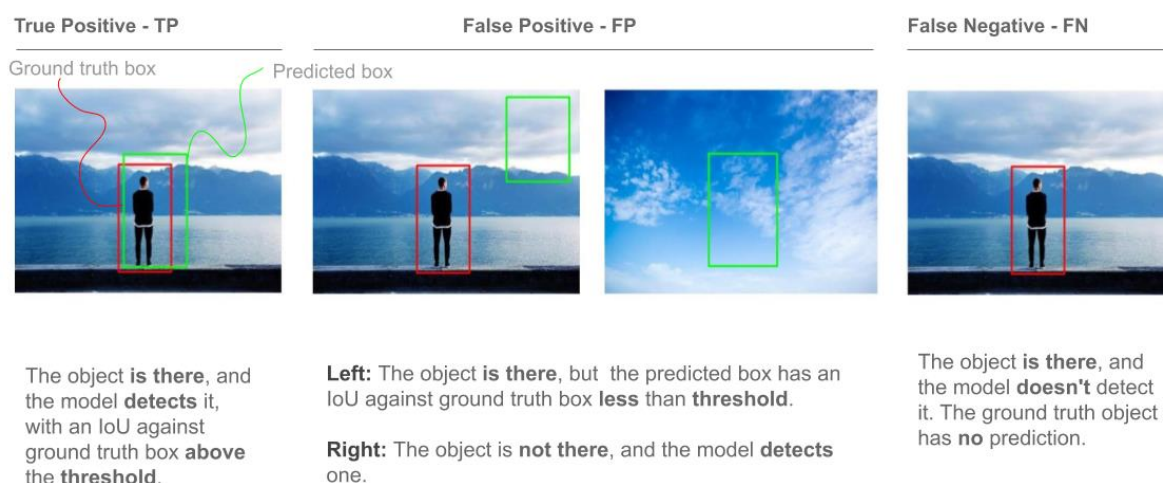 True Positive - TP
False Positive - FP
False Negative - FN
Ground truth box
Predicted box
The object is there, and
the model detects it,
with an IoU against
ground truth box above
the threshold.
Left: The object is there, but the predicted box has an
IoU against ground truth box less than threshold.
Right: The object is not there, and the model detects
one.
The object is there, and
the model doesn't detect
it. The ground truth object
has no prediction.